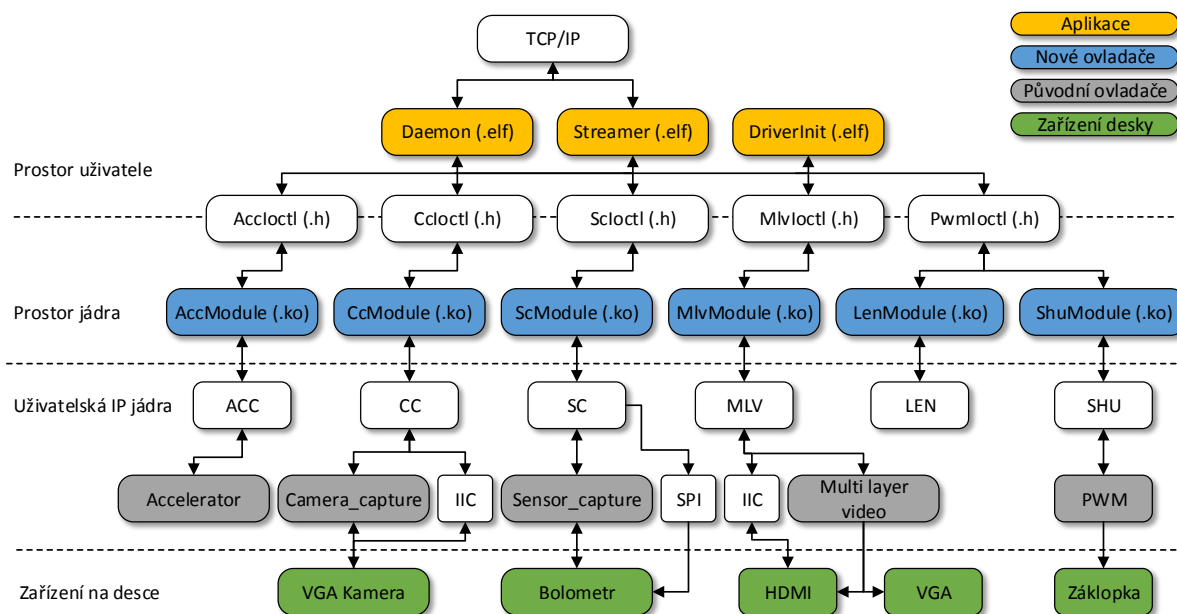 TCP/IP
Aplikace
Nové ovladače
Původní ovladače
Zařízení desky
Daemon (.elf)
Streamer (.elf)
DriverInit (.elf)
Prostor uživatele
AccIoctl (.h)
CcIoctl (.h)
ScIoctl (.h)
MlvIoctl (.h)
PwmIoctl (.h)
Prostor jádra
AccModule (.ko)
CcModule (.ko)
ScModule (.ko)
MlvModule (.ko)
LenModule (.ko)
ShuModule (.ko)
Uživatelská IP jádra
ACC
CC
SC
MLV
LEN
SHU
Accelerator
Camera_capture
IIC
Sensor_capture
SPI
IIC
Multi layer
video
PWM
Zařízení na desce
VGA Kamera
Bolometr
HDMI
VGA
Záklopka